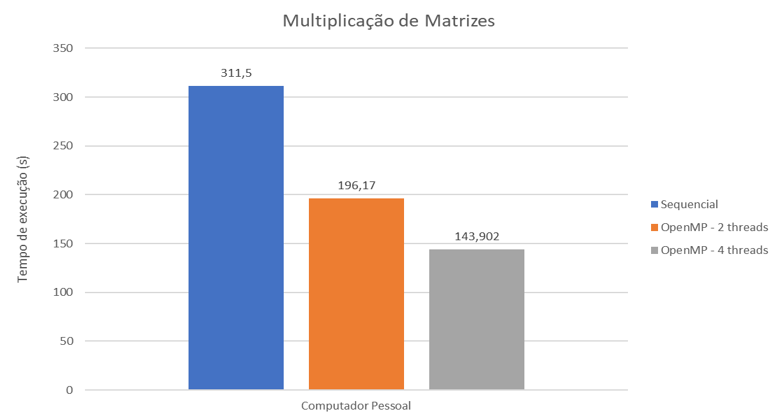 Multiplicação de Matrizes
350
300
250
200
150
100
50
0
Tempo de execução (s)
311,5
196,17
143,902
Computador Pessoal
Sequencial
OpenMP - 2 threads
OpenMP - 4 threads